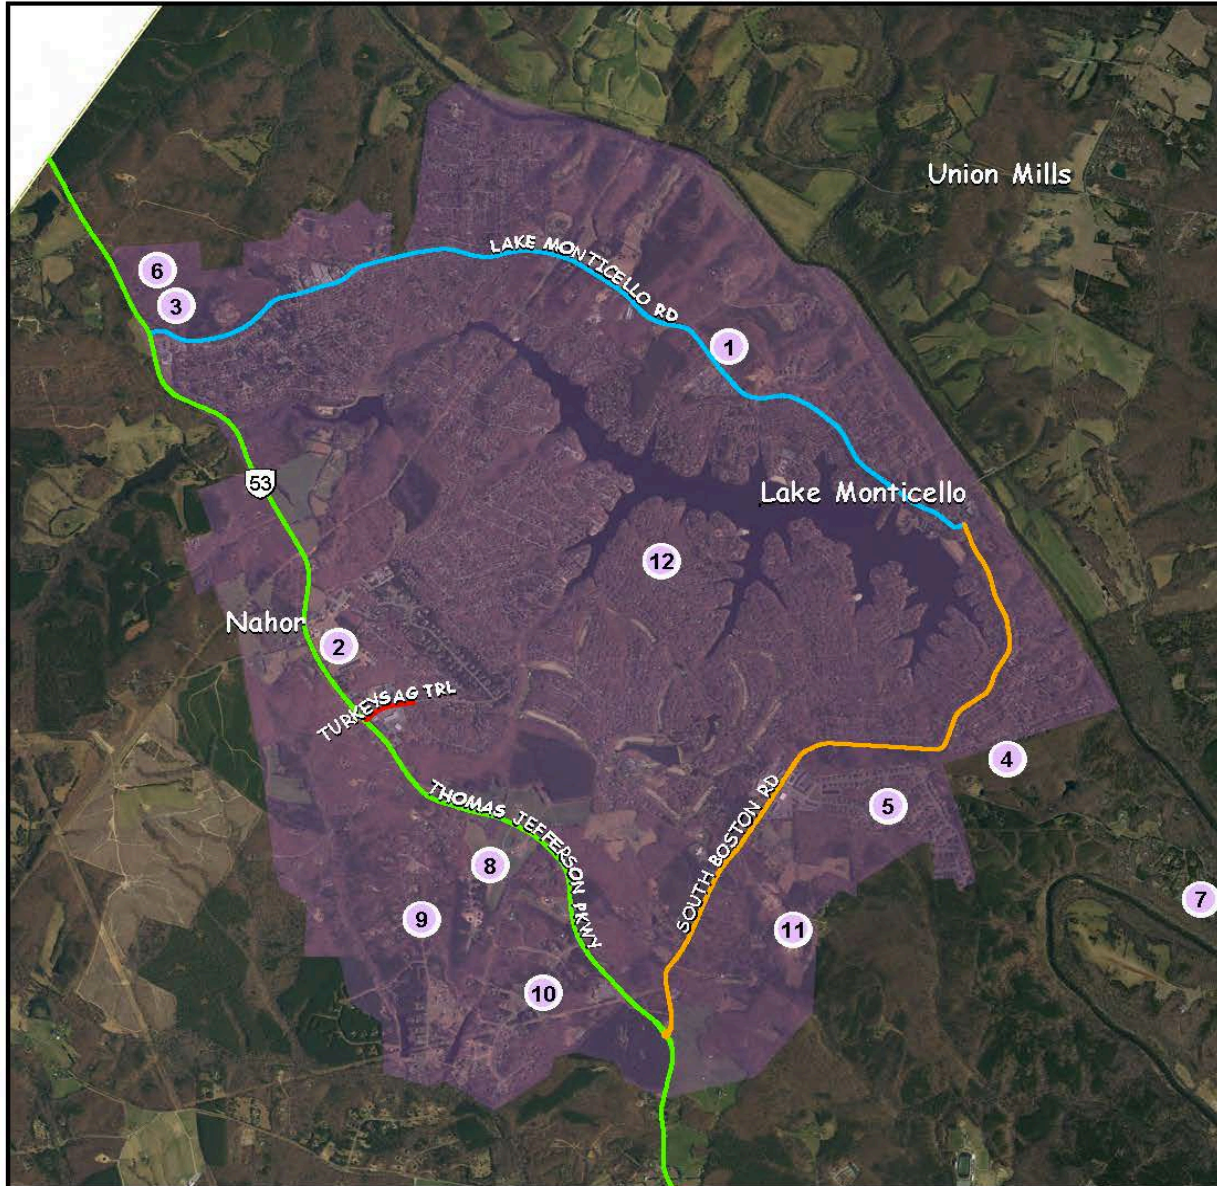 Union Mills
LAKE MONTICELLO RD
6
3
1
53
Lake Monticello
12
Nahor
2
TURKEYSAG TRL
4
THOMAS JEFFERSON PKWY
SOUTH BOSTON RD
5
8
7
9
11
10